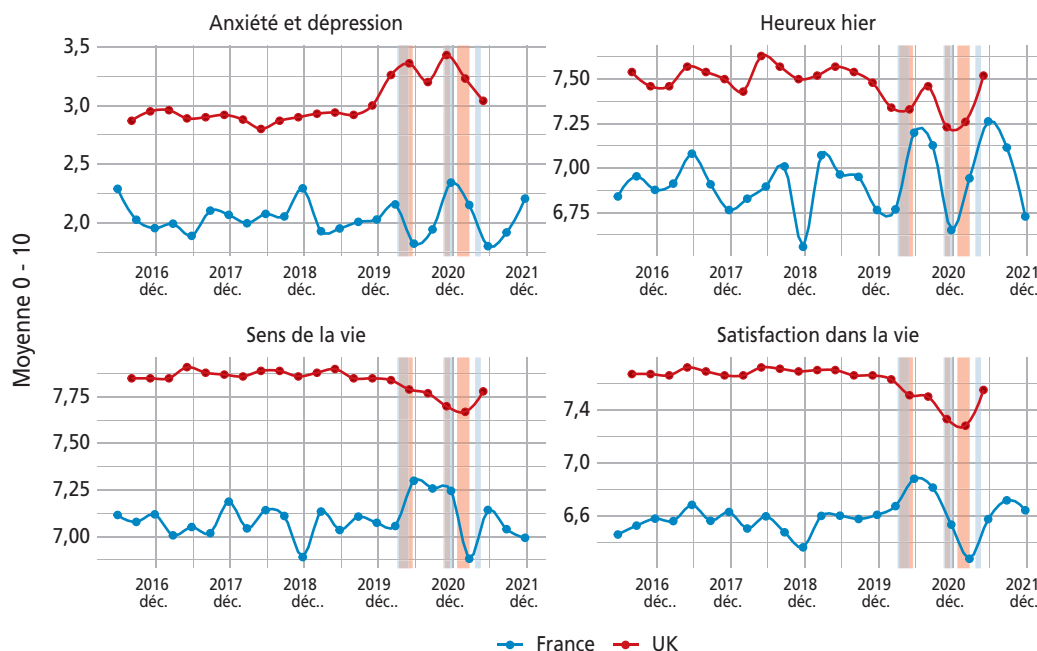 Anxiété et dépression
Heureux hier
Moyenne 0 - 10
3,5
3,0
2,5
2,0
7,50
7,25
7,00
6,75
2016 2017 2018 2019 2020 2021
déc. déc. déc. déc. déc. déc.
2016 2017 2018 2019 2020 2021
déc. déc. déc. déc. déc. déc.
Sens de la vie
Satisfaction dans la vie
7,75
7,50
7,25
7,00
7,4
7,0
6,6
2016 2017 2018 2019 2020 2021
déc. déc. déc.. déc.. déc. déc.
2016 2017 2018 2019 2020 2021
déc.. déc. déc. déc. déc. déc.
France UK